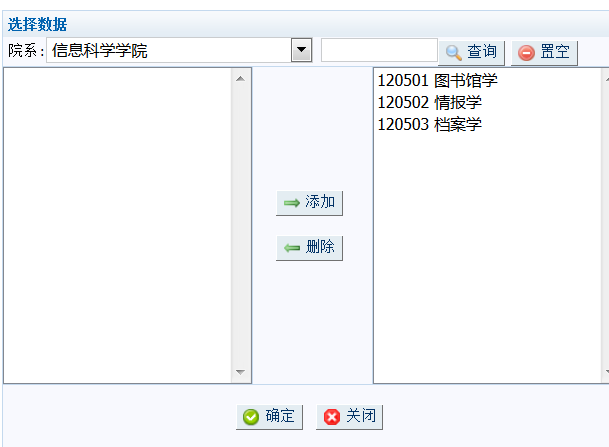 选择数据
院系: 信息科学学院 查询 置空
120501 图书馆学
120502 情报学
120503 档案学
添加
删除
确定 关闭